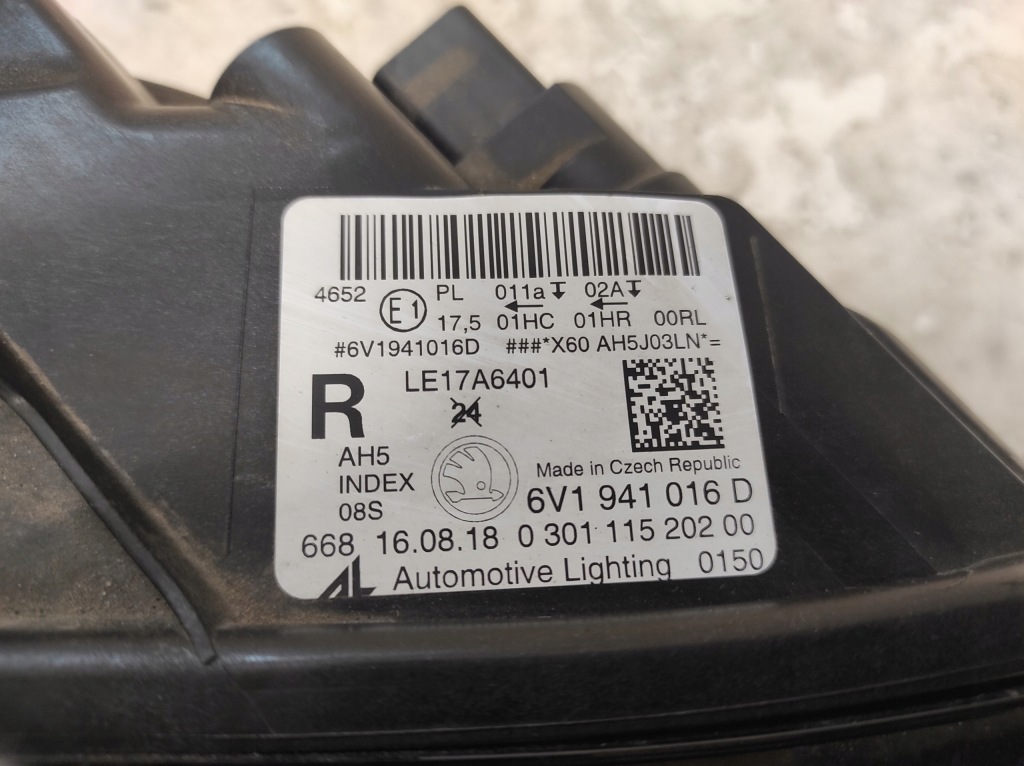 4652 E1 PL 011a 02A
17,5 01HC 01HR 00RL
#6V1941016D ###*X60 AH5J03LN*=
R LE17A6401
24
AH5
INDEX
08S
Made in Czech Republic
6V1 941 016 D
668 16.08.18 0 301 115 202 00
AL Automotive Lighting 0150